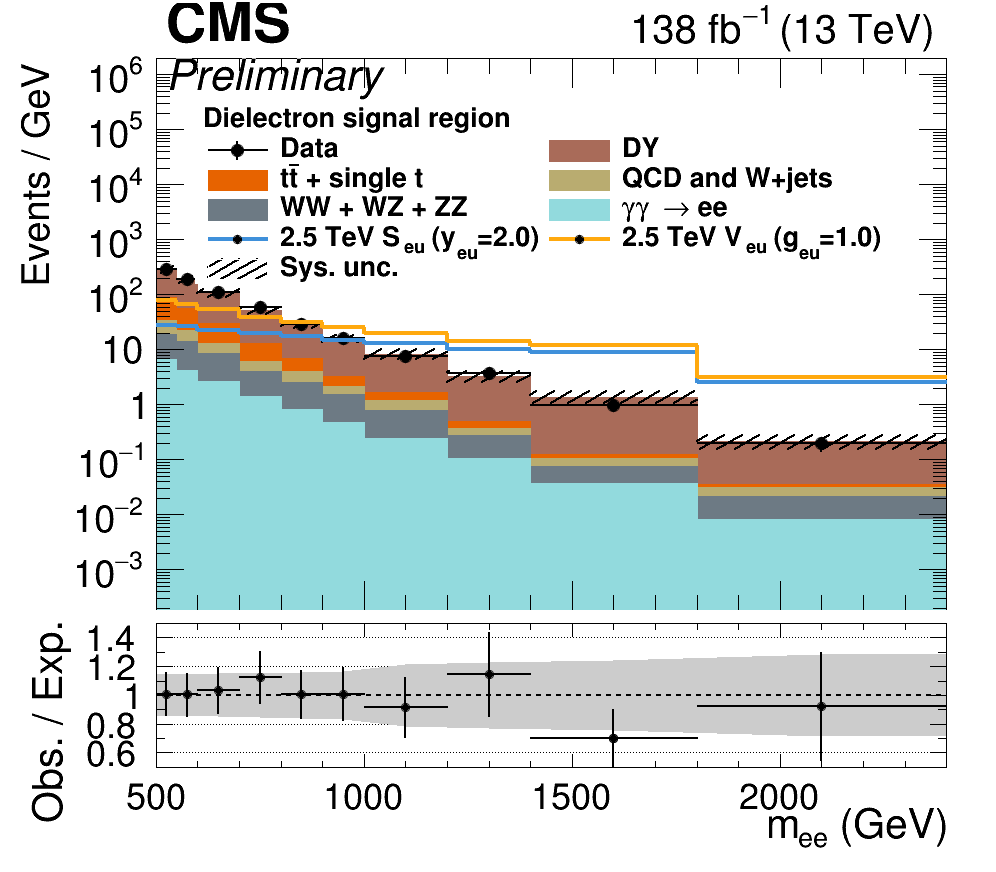 CMS 138 fb⁻¹ (13 TeV)
Preliminary
Events / GeV
10⁶
10⁵
10⁴
10³
10²
10
1
10⁻¹
10⁻²
10⁻³
Dielectron signal region
Data DY
tt̄ + single t QCD and W+jets
WW + WZ + ZZ γγ → ee
2.5 TeV S_eu (y_eu=2.0) 2.5 TeV V_eu (g_eu=1.0)
Sys. unc.
Obs. / Exp.
1.4
1.2
1
0.8
0.6
500 1000 1500 2000
m_ee (GeV)